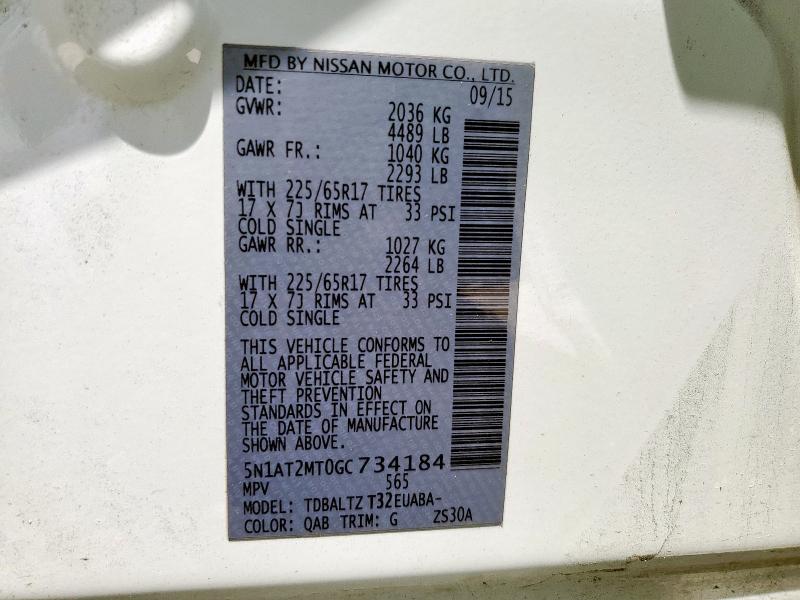 MFD BY NISSAN MOTOR CO., LTD.
DATE: 09/15
GVWR: 2036 KG
4489 LB
GAWR FR.: 1040 KG
2293 LB
WITH 225/65R17 TIRES
17 X 7J RIMS AT 33 PSI
COLD SINGLE
GAWR RR.: 1027 KG
2264 LB
WITH 225/65R17 TIRES
17 X 7J RIMS AT 33 PSI
COLD SINGLE
THIS VEHICLE CONFORMS TO
ALL APPLICABLE FEDERAL
MOTOR VEHICLE SAFETY AND
THEFT PREVENTION
STANDARDS IN EFFECT ON
THE DATE OF MANUFACTURE
SHOWN ABOVE.
5N1AT2MT0GC734184
MPV 565
MODEL: TDBALTZ T32EUABA-
COLOR: QAB TRIM: G ZS30A